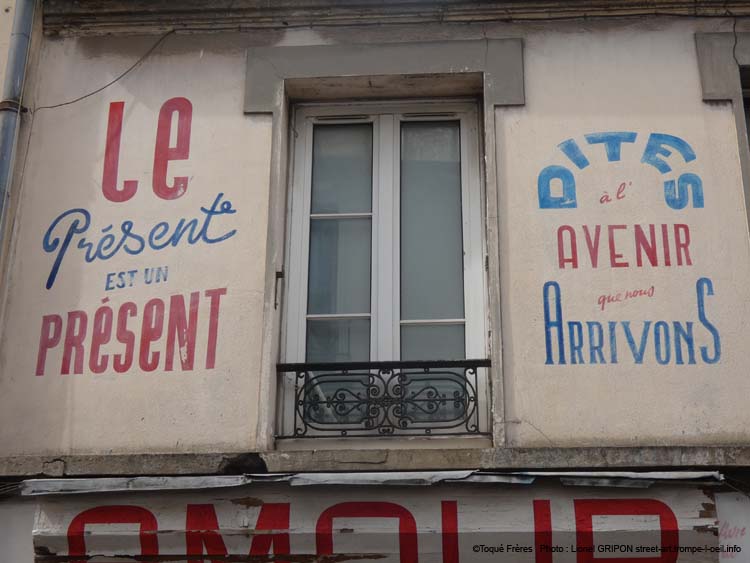 Le
Présent
EST UN
PRÉSENT
DITES
à l'
AVENIR
que nous
ARRIVONS
©Toqué Frères Photo : Lionel GRIPON street-art.trompe-l-oeil.info